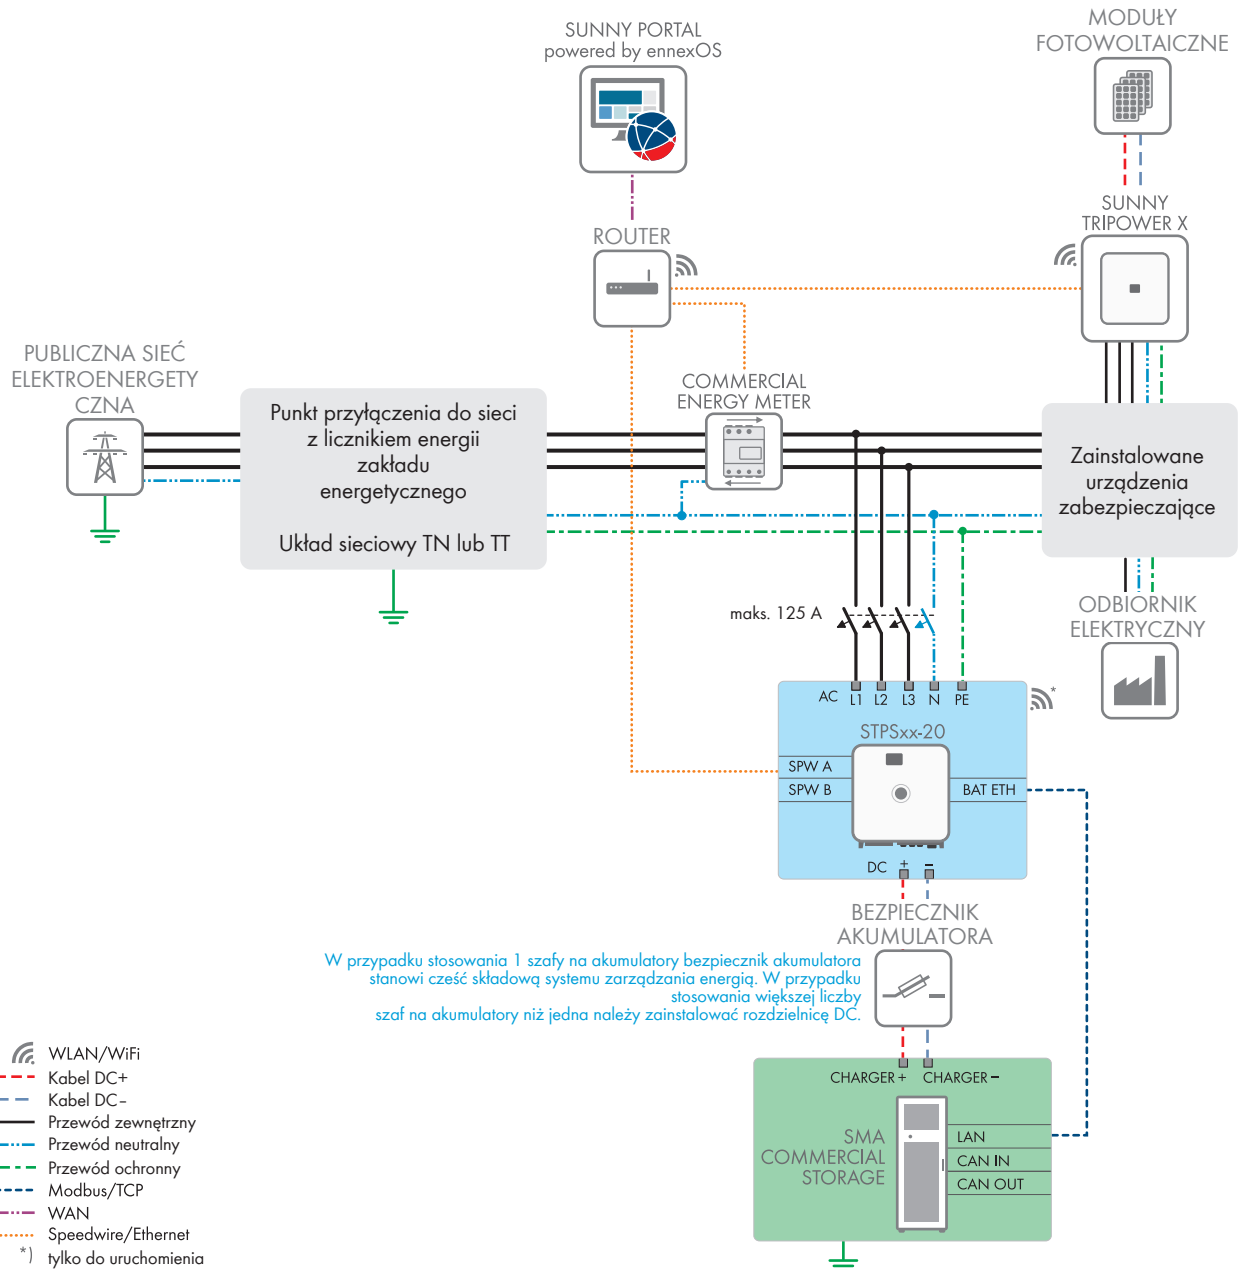 SUNNY PORTAL
powered by ennexOS
MODUŁY
FOTOWOLTAICZNE
SUNNY
TRIPOWER X
ROUTER
PUBLICZNA SIEĆ
ELEKTROENERGETY
CZNA
COMMERCIAL
ENERGY METER
Punkt przyłączenia do sieci
z licznikiem energii
zakładu
energetycznego
Układ sieciowy TN lub TT
Zainstalowane
urządzenia
zabezpieczające
maks. 125 A
ODBIORNIK
ELEKTRYCZNY
AC L1 L2 L3 N PE
*
STPSxx-20
SPW A
SPW B
BAT ETH
DC + −
BEZPIECZNIK
AKUMULATORA
W przypadku stosowania 1 szafy na akumulatory bezpiecznik akumulatora
stanowi cześć składową systemu zarządzania energią. W przypadku
stosowania większej liczby
szaf na akumulatory niż jedna należy zainstalować rozdzielnicę DC.
CHARGER + CHARGER −
SMA
COMMERCIAL
STORAGE
LAN
CAN IN
CAN OUT
WLAN/WiFi
Kabel DC+
Kabel DC−
Przewód zewnętrzny
Przewód neutralny
Przewód ochronny
Modbus/TCP
WAN
Speedwire/Ethernet
*) tylko do uruchomienia